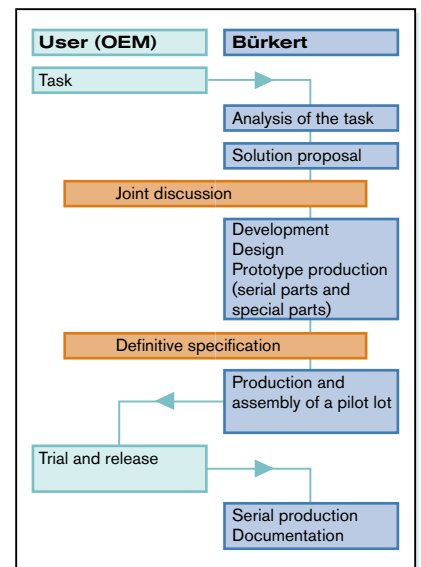 User (OEM)
Bürkert
Task
Analysis of the task
Solution proposal
Joint discussion
Development
Design
Prototype production
(serial parts and
special parts)
Definitive specification
Production and
assembly of a pilot lot
Trial and release
Serial production
Documentation